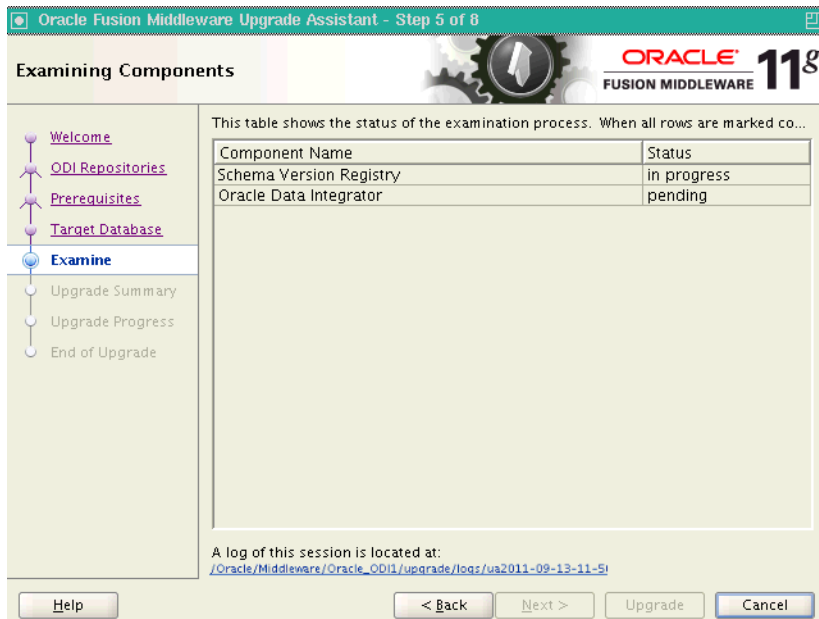 Oracle Fusion Middleware Upgrade Assistant - Step 5 of 8
Examining Components
ORACLE
FUSION MIDDLEWARE 11g
Welcome
ODI Repositories
Prerequisites
Target Database
Examine
Upgrade Summary
Upgrade Progress
End of Upgrade
This table shows the status of the examination process. When all rows are marked co...
Component Name Status
Schema Version Registry in progress
Oracle Data Integrator pending
A log of this session is located at:
/Oracle/Middleware/Oracle_ODI1/upgrade/logs/ua2011-09-13-11-5
Help < Back Next > Upgrade Cancel